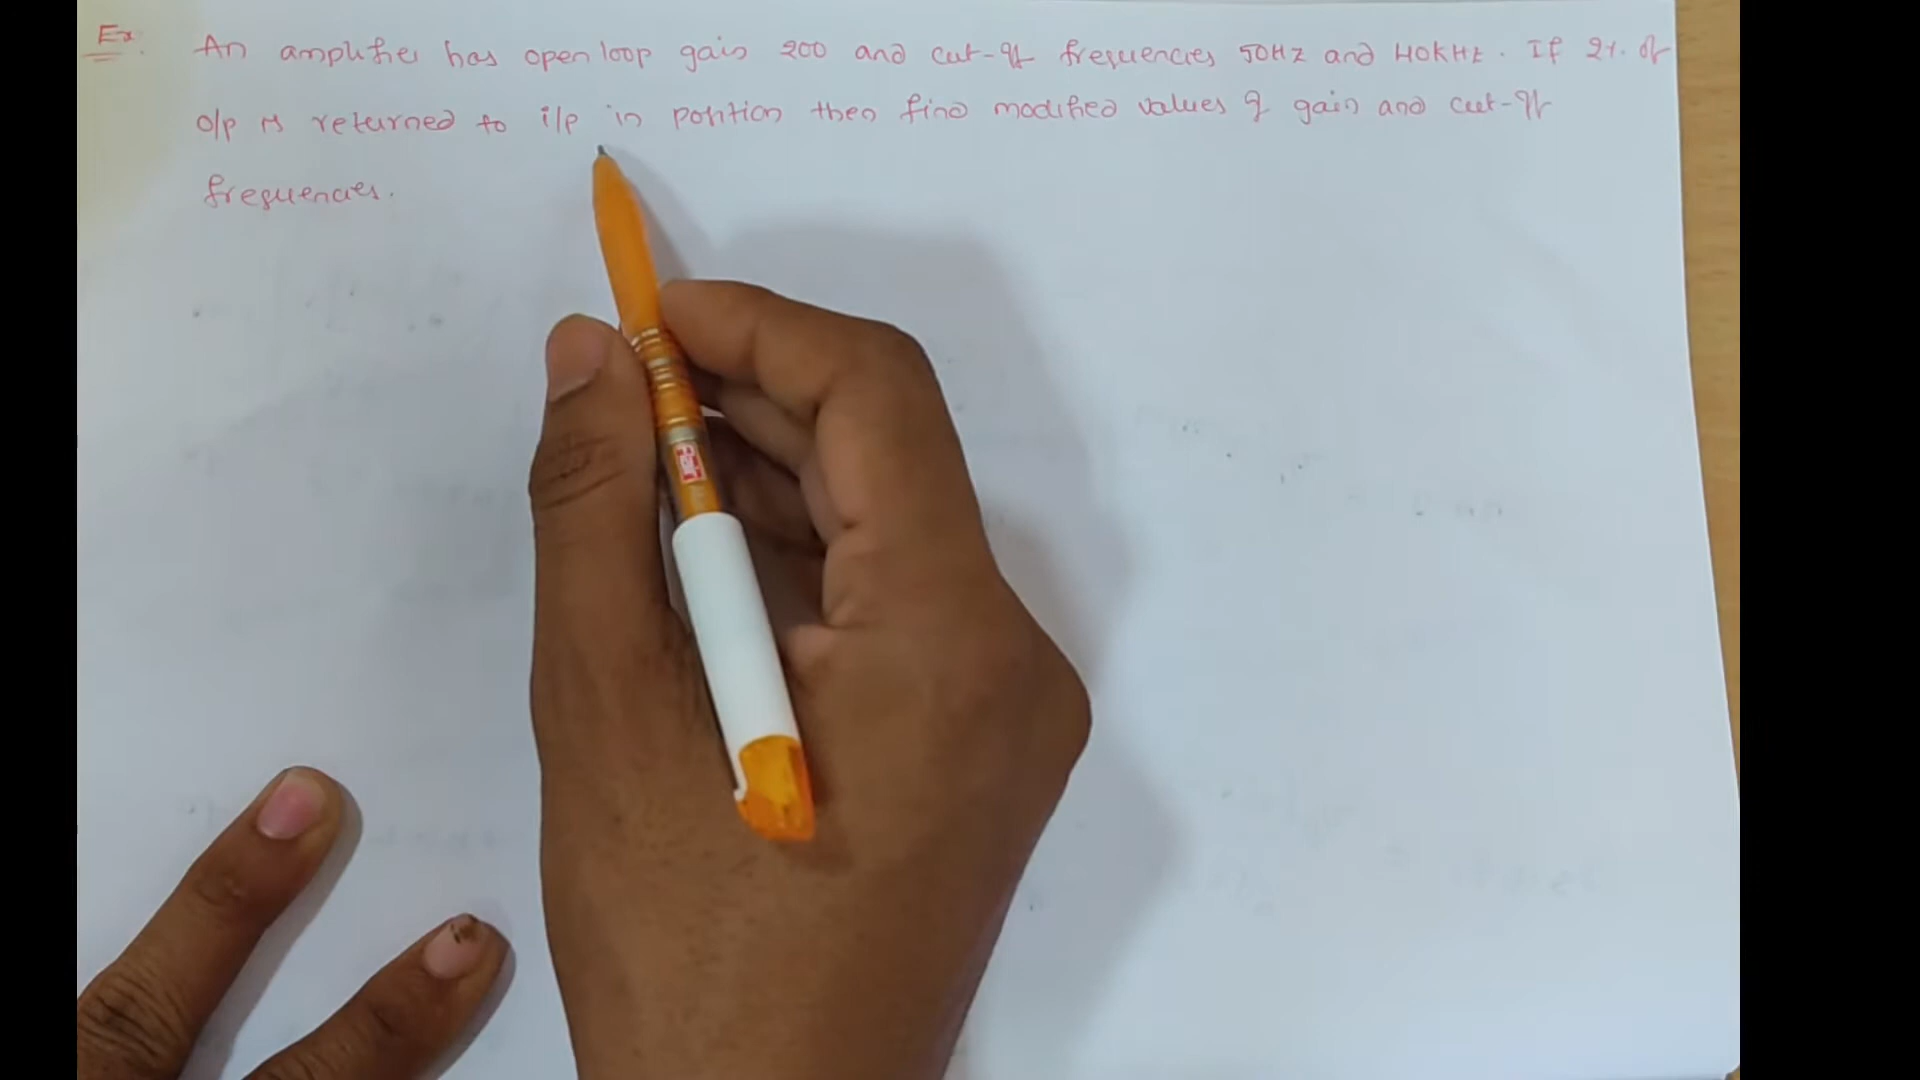 Ex. An amplifier has open loop gain 200 and cut-off frequencies 50Hz and 40KHz. If 2% of
o/p is returned to i/p in position then find modified values of gain and cut-off
frequencies.